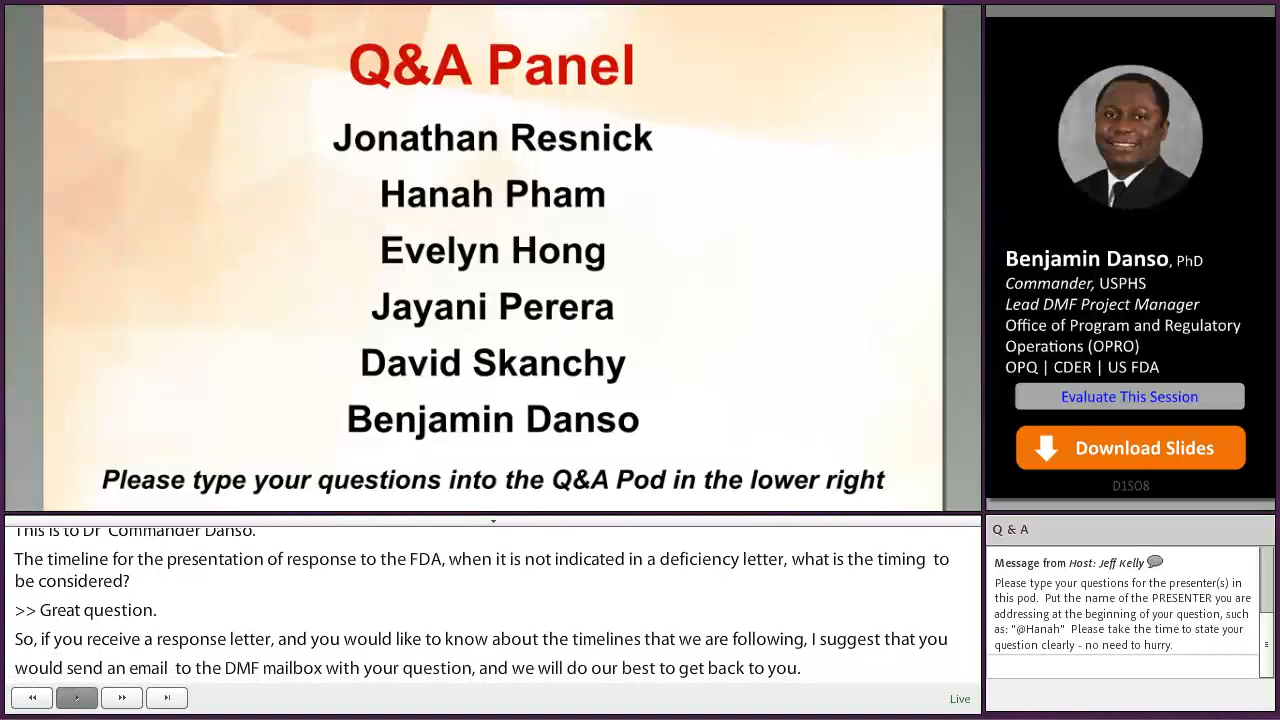 Q&A Panel
Jonathan Resnick
Hanah Pham
Evelyn Hong
Jayani Perera
David Skanchy
Benjamin Danso
Please type your questions into the Q&A Pod in the lower right
Benjamin Danso, PhD
Commander, USPHS
Lead DMF Project Manager
Office of Program and Regulatory
Operations (OPRO)
OPQ | CDER | US FDA
Evaluate This Session
Download Slides
D1S08
This is to Dr Commander Danso.
The timeline for the presentation of response to the FDA, when it is not indicated in a deficiency letter, what is the timing to
be considered?
>> Great question.
So, if you receive a response letter, and you would like to know about the timelines that we are following, I suggest that you
would send an email to the DMF mailbox with your question, and we will do our best to get back to you.
Live
Q & A
Message from Host: Jeff Kelly
Please type your questions for the presenter(s) in
this pod. Put the name of the PRESENTER you are
addressing at the beginning of your question, such
as: "@Hanah" Please take the time to state your
question clearly - no need to hurry.